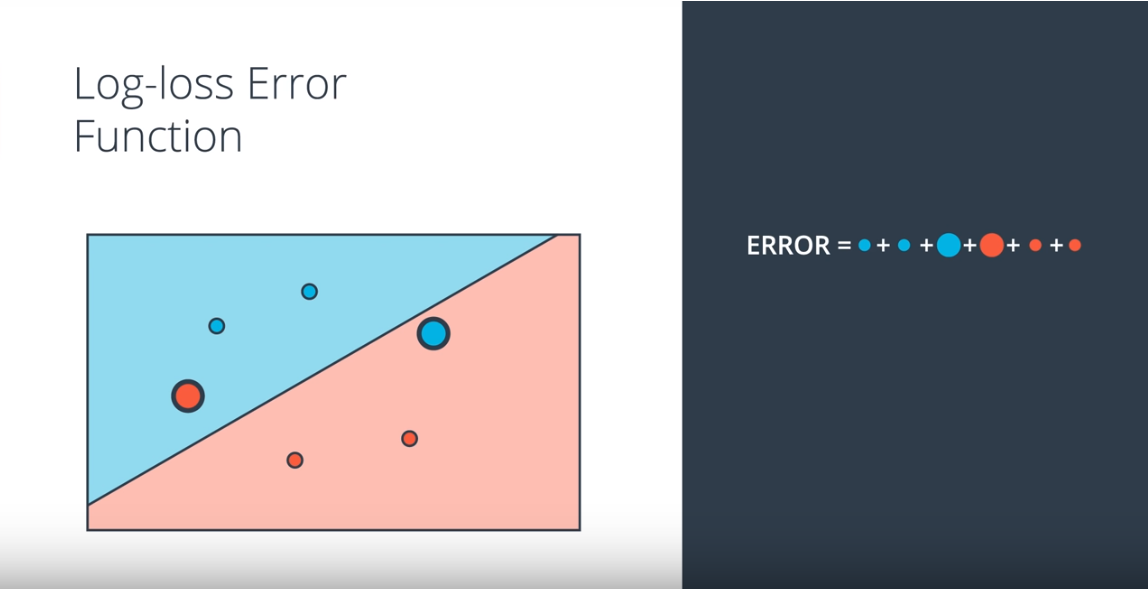 Log-loss Error
Function
ERROR = + + + + +